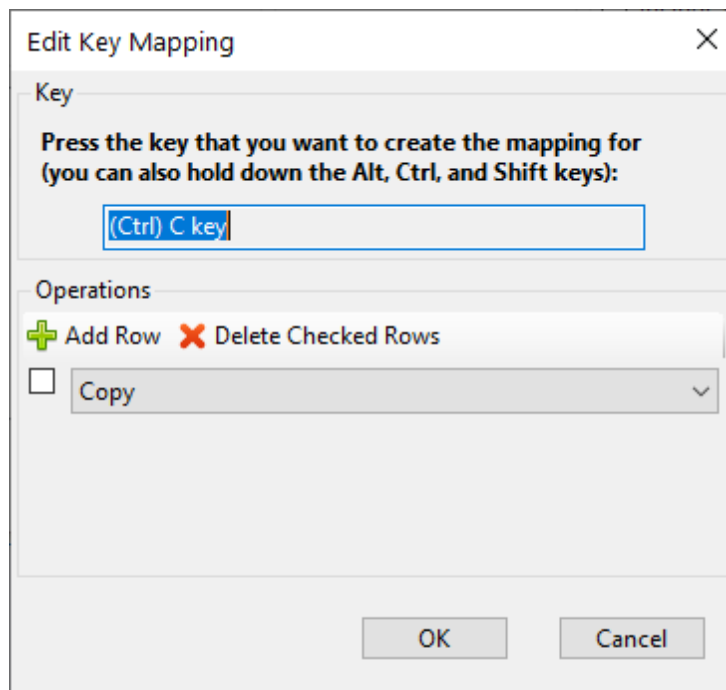 Edit Key Mapping
Key
Press the key that you want to create the mapping for
(you can also hold down the Alt, Ctrl, and Shift keys):
(Ctrl) C key
Operations
Add Row Delete Checked Rows
Copy
OK Cancel